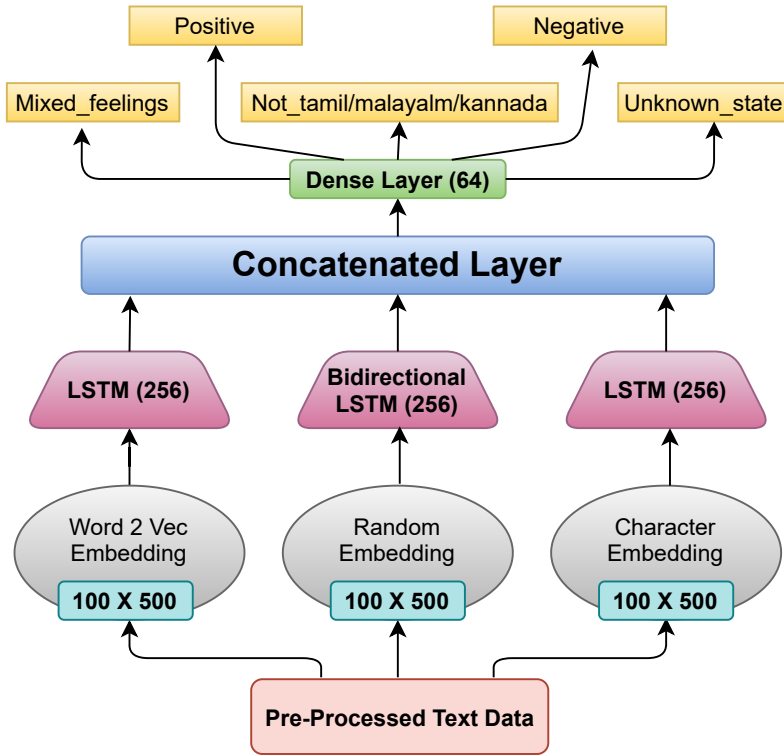 Positive
Negative
Mixed_feelings
Not_tamil/malayalm/kannada
Unknown_state
Dense Layer (64)
Concatenated Layer
LSTM (256)
Bidirectional
LSTM (256)
LSTM (256)
Word 2 Vec
Embedding
Random
Embedding
Character
Embedding
100 X 500
100 X 500
100 X 500
Pre-Processed Text Data